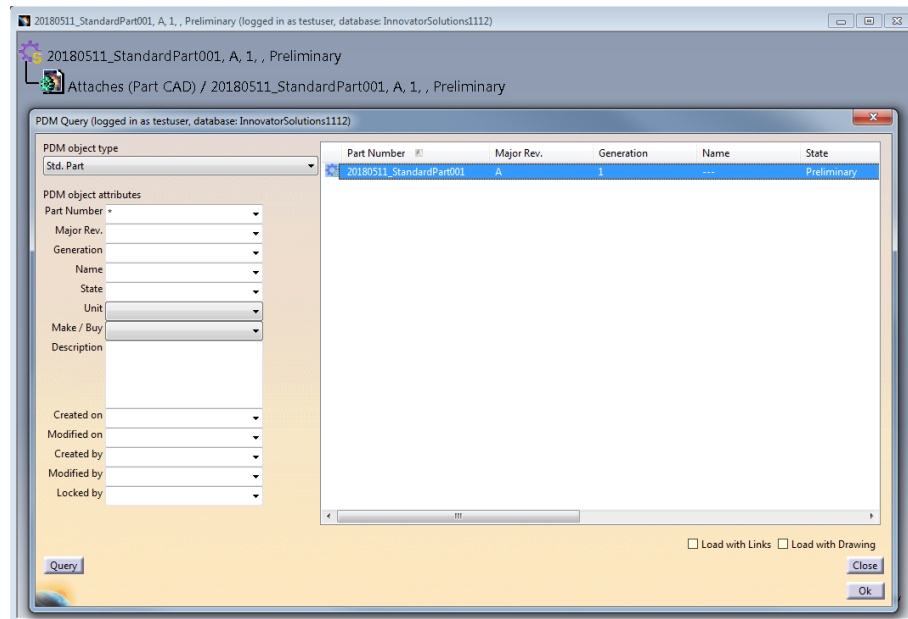 20180511_StandardPart001, A, 1, , Preliminary (logged in as testuser, database: InnovatorSolutions1112)
20180511_StandardPart001, A, 1, , Preliminary
Attaches (Part CAD) / 20180511_StandardPart001, A, 1, , Preliminary
PDM Query (logged in as testuser, database: InnovatorSolutions1112)
PDM object type
Std. Part
PDM object attributes
Part Number *
Major Rev.
Generation
Name
State
Unit
Make / Buy
Description
Created on
Modified on
Created by
Modified by
Locked by
Part Number Major Rev. Generation Name State
20180511_StandardPart001 A 1 --- Preliminary
Load with Links Load with Drawing
Query
Close
Ok